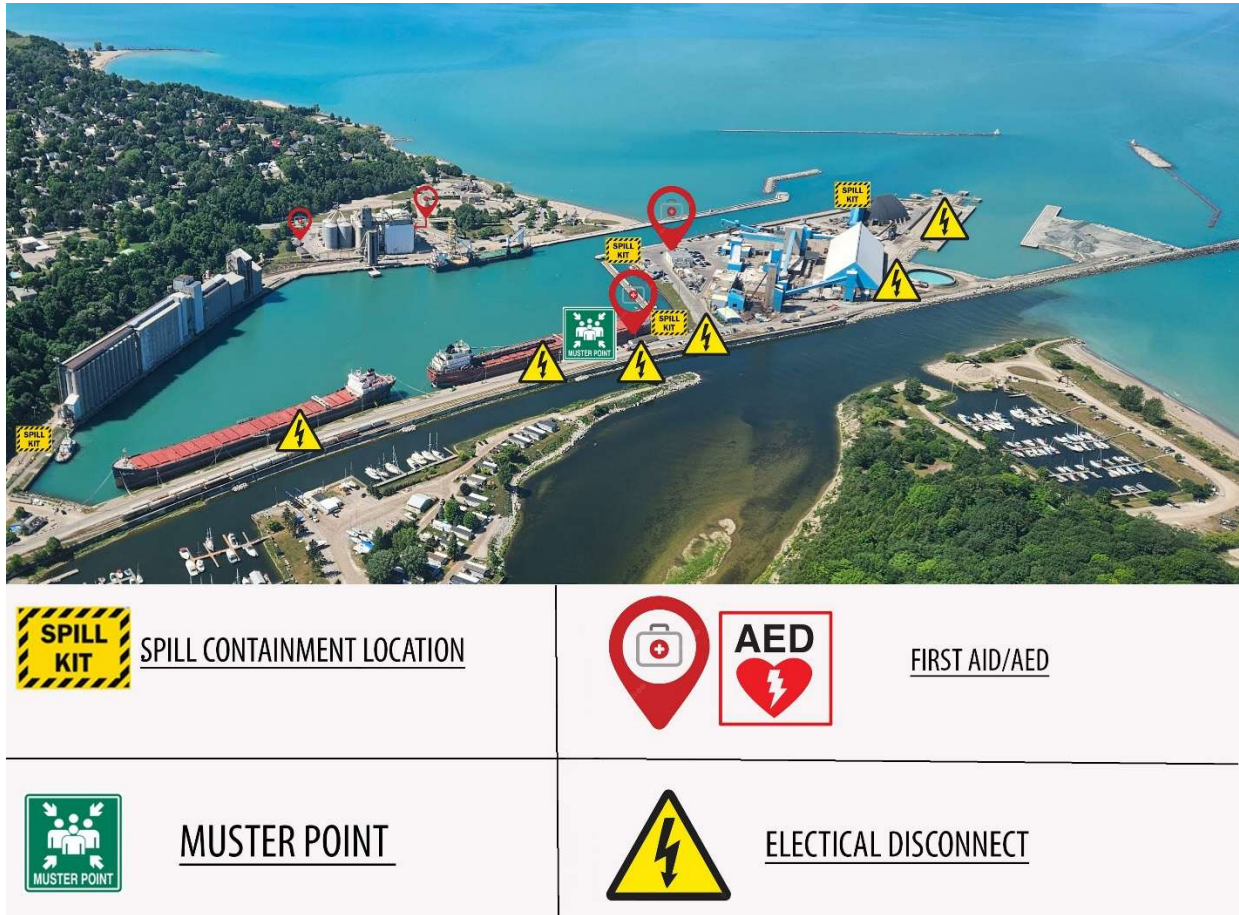 SPILL
KIT
SPILL
KIT
SPILL
KIT
MUSTER POINT
SPILL
KIT
SPILL
KIT
SPILL CONTAINMENT LOCATION
AED
FIRST AID/AED
MUSTER POINT
MUSTER POINT
ELECTICAL DISCONNECT